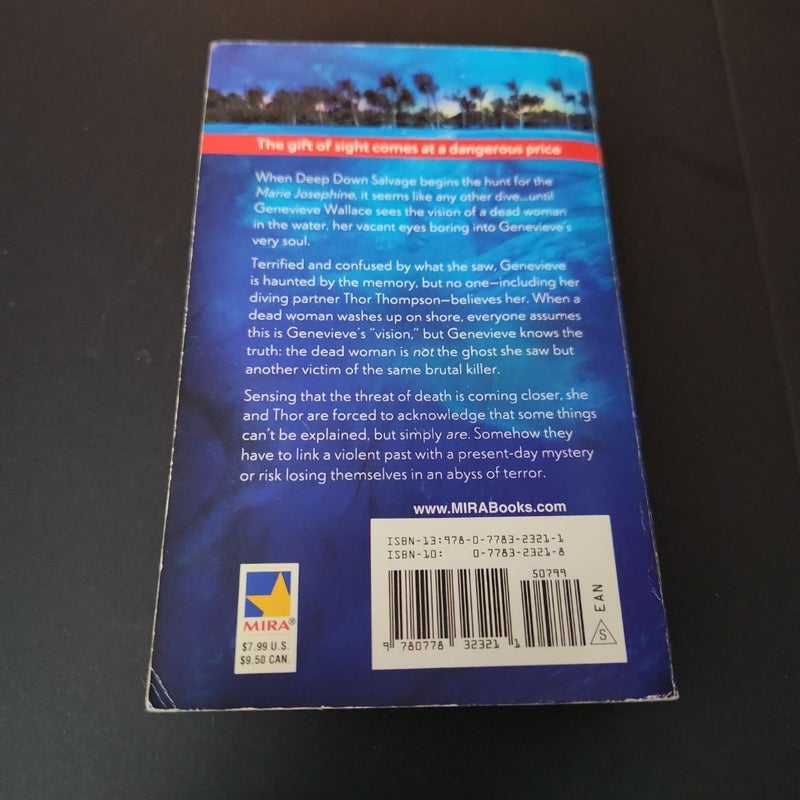 The gift of sight comes at a dangerous price
When Deep Down Salvage begins the hunt for the
Marie Josephine, it seems like any other dive...until
Genevieve Wallace sees the vision of a dead woman
in the water, her vacant eyes boring into Genevieve's
very soul.
Terrified and confused by what she saw, Genevieve
is haunted by the memory, but no one—including her
diving partner Thor Thompson—believes her. When a
dead woman washes up on shore, everyone assumes
this is Genevieve's "vision," but Genevieve knows the
truth: the dead woman is not the ghost she saw but
another victim of the same brutal killer.
Sensing that the threat of death is coming closer, she
and Thor are forced to acknowledge that some things
can't be explained, but simply are. Somehow they
have to link a violent past with a present-day mystery
or risk losing themselves in an abyss of terror.
www.MIRABooks.com
ISBN-13:978-0-7783-2321-1
ISBN-10: 0-7783-2321-8
50799
9 780778 323211
EAN
S
MIRA®
$7.99 U.S.
$9.50 CAN.